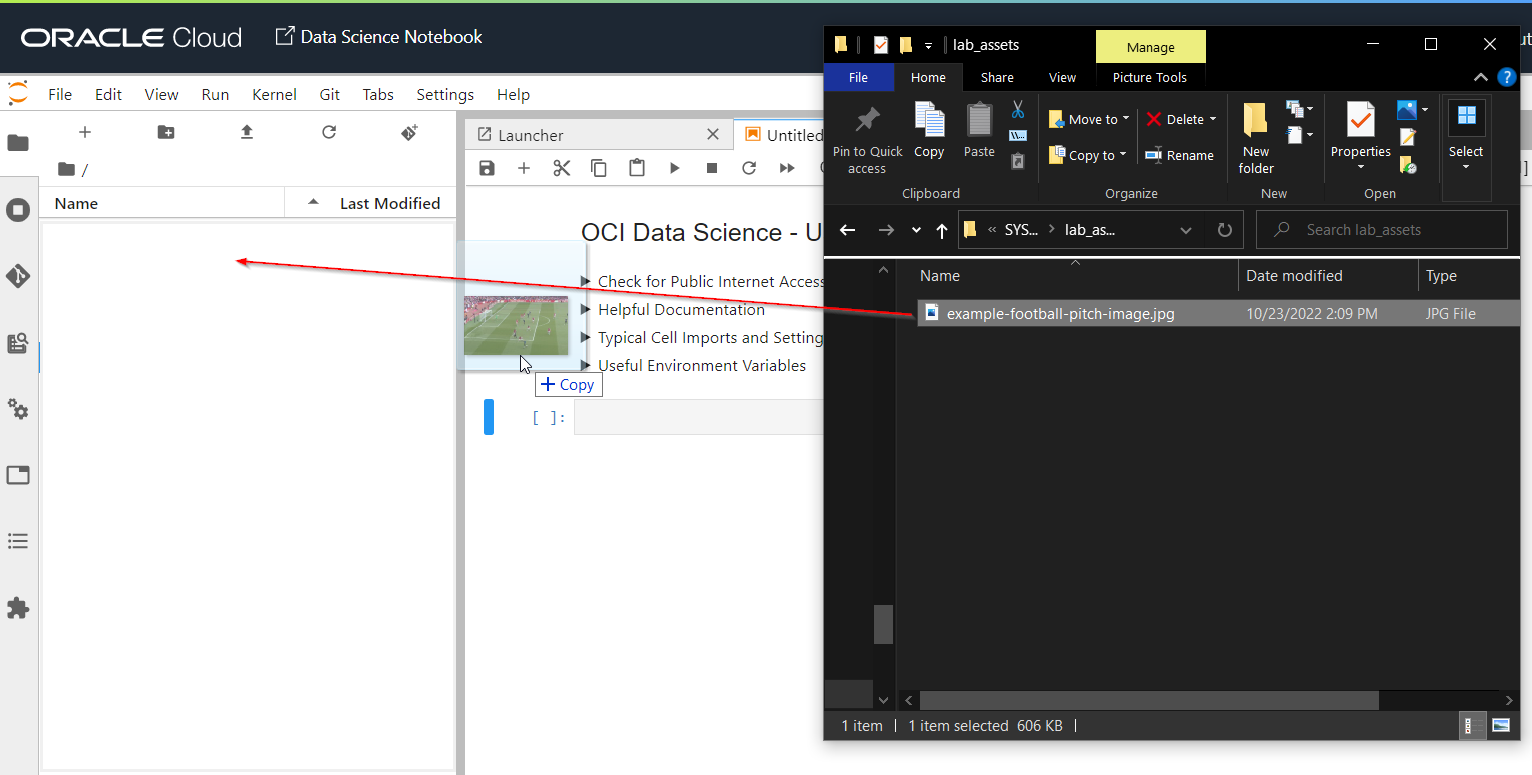 ORACLE Cloud
Data Science Notebook
File Edit View Run Kernel Git Tabs Settings Help
/
Name Last Modified
Launcher
Untitled
OCI Data Science - U
Check for Public Internet Access
Helpful Documentation
Typical Cell Imports and Setting
Useful Environment Variables
+ Copy
[ ]:
lab_assets
Manage
File Home Share View Picture Tools
Pin to Quick access
Copy
Paste
Clipboard
Move to
Copy to
Delete
Rename
Organize
New folder
New
Properties
Open
Select
« SYS... > lab_as...
Search lab_assets
Name Date modified Type
example-football-pitch-image.jpg 10/23/2022 2:09 PM JPG File
1 item 1 item selected 606 KB